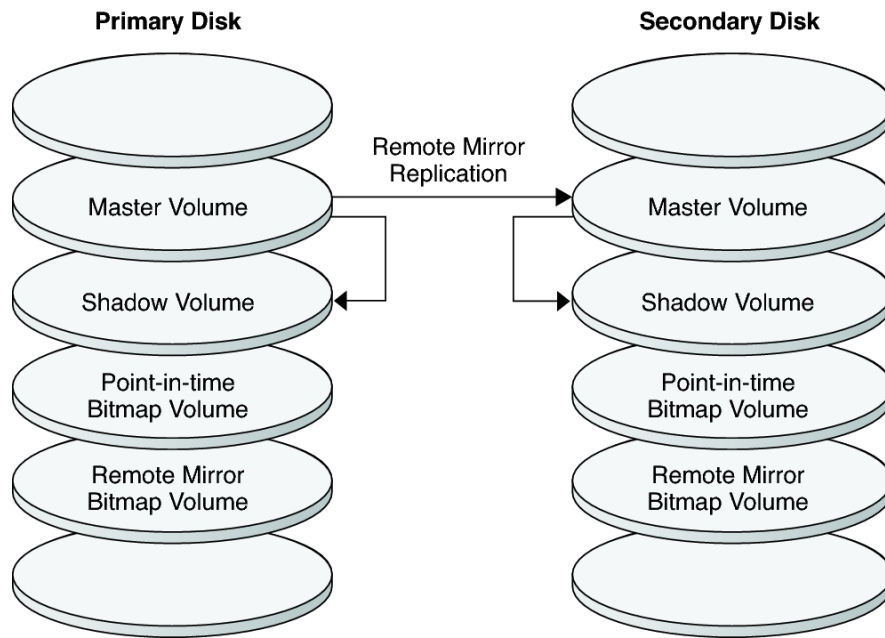 Primary Disk
Secondary Disk
Remote Mirror
Replication
Master Volume
Master Volume
Shadow Volume
Shadow Volume
Point-in-time
Bitmap Volume
Point-in-time
Bitmap Volume
Remote Mirror
Bitmap Volume
Remote Mirror
Bitmap Volume